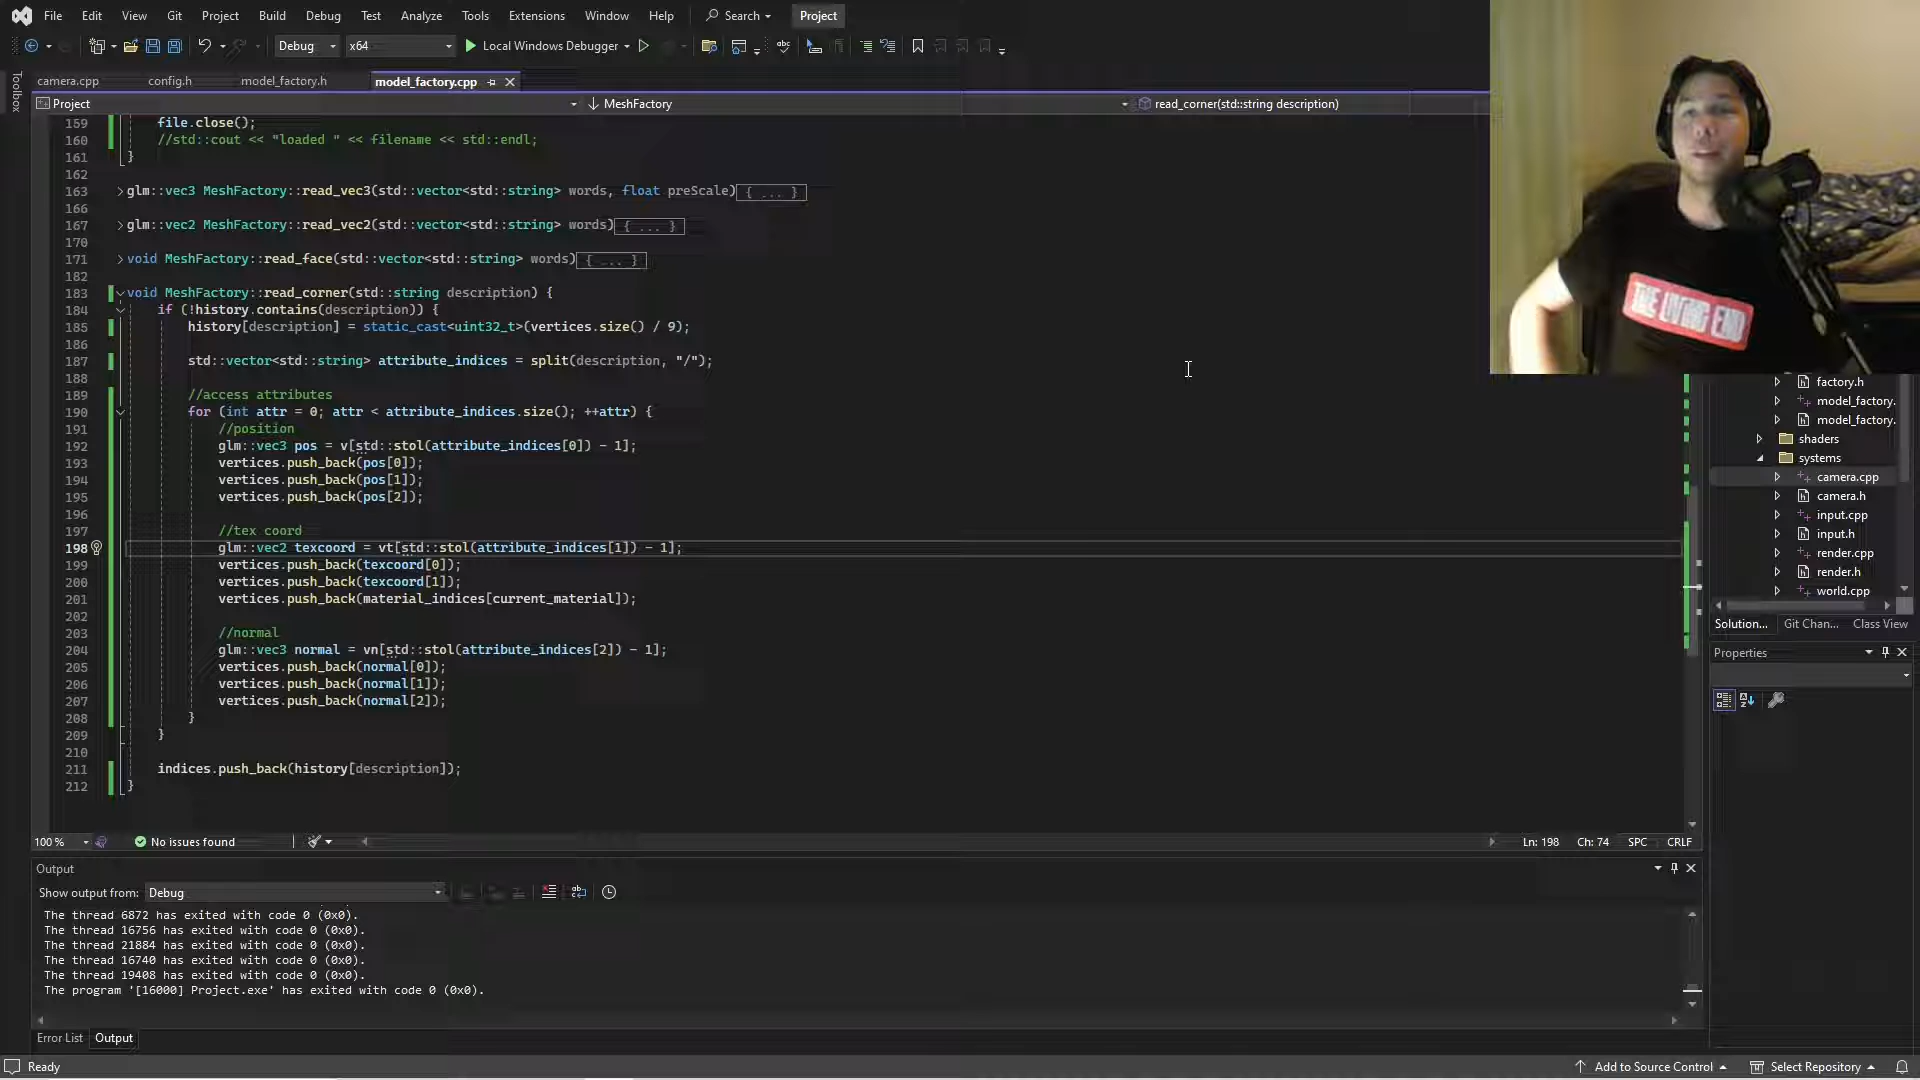 File Edit View Git Project Build Debug Test Analyze Tools Extensions Window Help Search Project
Debug x64 Local Windows Debugger
Toolbox
camera.cpp config.h model_factory.h model_factory.cpp
Project MeshFactory read_corner(std::string description)
159 file.close();
160 //std::cout << "loaded " << filename << std::endl;
161 }
162
163 glm::vec3 MeshFactory::read_vec3(std::vector<std::string> words, float preScale){ ... }
166
167 glm::vec2 MeshFactory::read_vec2(std::vector<std::string> words){ ... }
170
171 void MeshFactory::read_face(std::vector<std::string> words){ ... }
182
183 void MeshFactory::read_corner(std::string description) {
184 if (!history.contains(description)) {
185 history[description] = static_cast<uint32_t>(vertices.size() / 9);
186
187 std::vector<std::string> attribute_indices = split(description, "/");
188
189 //access attributes
190 for (int attr = 0; attr < attribute_indices.size(); ++attr) {
191 //position
192 glm::vec3 pos = v[std::stol(attribute_indices[0]) - 1];
193 vertices.push_back(pos[0]);
194 vertices.push_back(pos[1]);
195 vertices.push_back(pos[2]);
196
197 //tex coord
198 glm::vec2 texcoord = vt[std::stol(attribute_indices[1]) - 1];
199 vertices.push_back(texcoord[0]);
200 vertices.push_back(texcoord[1]);
201 vertices.push_back(material_indices[current_material]);
202
203 //normal
204 glm::vec3 normal = vn[std::stol(attribute_indices[2]) - 1];
205 vertices.push_back(normal[0]);
206 vertices.push_back(normal[1]);
207 vertices.push_back(normal[2]);
208 }
209 }
210
211 indices.push_back(history[description]);
212 }
THE LIVING END
factory.h
model_factory.
model_factory.
shaders
systems
camera.cpp
camera.h
input.cpp
input.h
render.cpp
render.h
world.cpp
Solution... Git Chan... Class View
Properties
100 % No issues found Ln: 198 Ch: 74 SPC CRLF
Output
Show output from: Debug
The thread 6872 has exited with code 0 (0x0).
The thread 16756 has exited with code 0 (0x0).
The thread 21884 has exited with code 0 (0x0).
The thread 16740 has exited with code 0 (0x0).
The thread 19408 has exited with code 0 (0x0).
The program '[16000] Project.exe' has exited with code 0 (0x0).
Error List Output
Ready Add to Source Control Select Repository